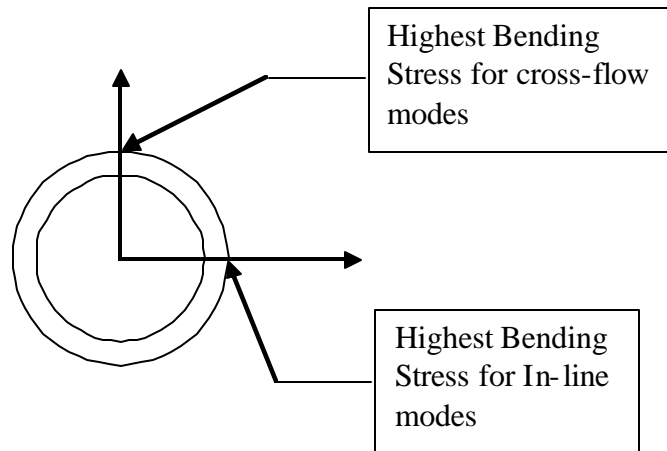 Highest Bending
Stress for cross-flow
modes
Highest Bending
Stress for In-line
modes